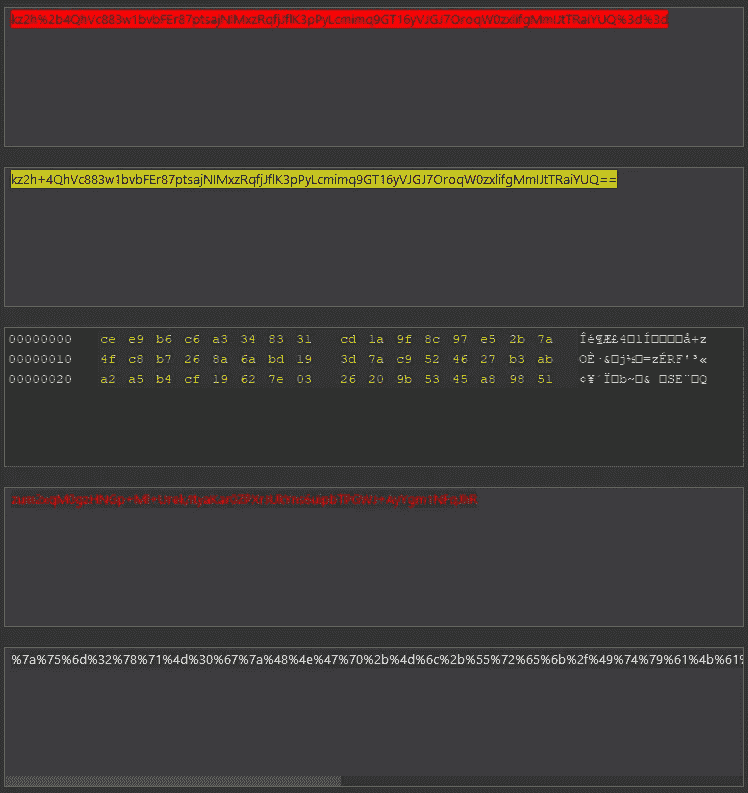 kz2h%2b4QhVc883w1bvbFEr87ptsajNIMxzRqfjJflK3pPyLcmimq9GT16yVJGJ7OroqW0zxlifgMmIJtTRaiYUQ%3d%3d
kz2h+4QhVc883w1bvbFEr87ptsajNIMxzRqfjJflK3pPyLcmimq9GT16yVJGJ7OroqW0zxlifgMmIJtTRaiYUQ==
00000000 ce e9 b6 c6 a3 34 83 31 cd 1a 9f 8c 97 e5 2b 7a Îé¶Æ£4□1Í□□□□å+z
00000010 4f c8 b7 26 8a 6a bd 19 3d 7a c9 52 46 27 b3 ab OÈ·&□j½□=zÉRF'³«
00000020 a2 a5 b4 cf 19 62 7e 03 26 20 9b 53 45 a8 98 51 ¢¥´Ï□b~□& □SE¨□Q
zum2xqM0gzHNGp+Ml+Urek/ItyaKar0ZPXrJUkYns6uipbTPGWJ+AyYgm1NFqJhR
%7a%75%6d%32%78%71%4d%30%67%7a%48%4e%47%70%2b%4d%6c%2b%55%72%65%6b%2f%49%74%79%61%4b%61%